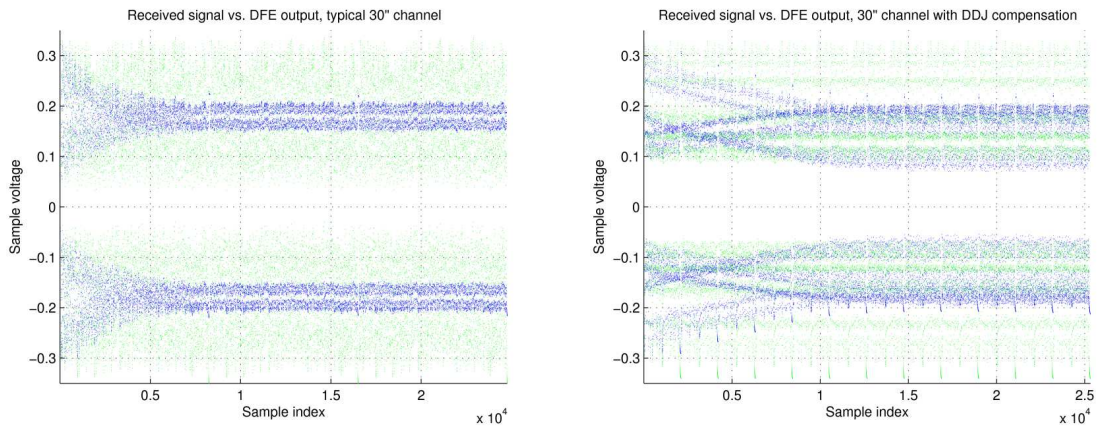 Received signal vs. DFE output, typical 30" channel
0.3
0.2
0.1
0
−0.1
−0.2
−0.3
Sample voltage
0.5
1
1.5
2
Sample index
x 10^4
Received signal vs. DFE output, 30" channel with DDJ compensation
0.3
0.2
0.1
0
−0.1
−0.2
−0.3
Sample voltage
0.5
1
1.5
2
2.5
Sample index
x 10^4